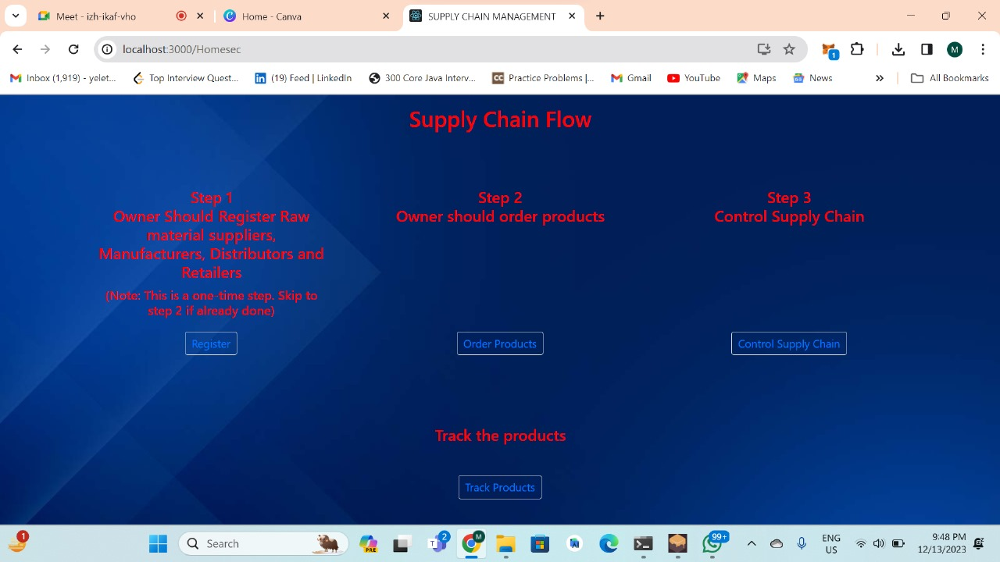 Meet - izh-ikaf-vho
Home - Canva
SUPPLY CHAIN MANAGEMENT
localhost:3000/Homesec
1
M
Inbox (1,919) - yelet...
Top Interview Quest...
(19) Feed | LinkedIn
300 Core Java Interv...
CC
Practice Problems |...
Gmail
YouTube
Maps
News
All Bookmarks
Supply Chain Flow
Step 1
Owner Should Register Raw
material suppliers,
Manufacturers, Distributors and
Retailers
(Note: This is a one-time step. Skip to
step 2 if already done)
Register
Step 2
Owner should order products
Order Products
Step 3
Control Supply Chain
Control Supply Chain
Track the products
Track Products
1
Search
PRE
T
2
M
99+
ENG
US
9:48 PM
12/13/2023